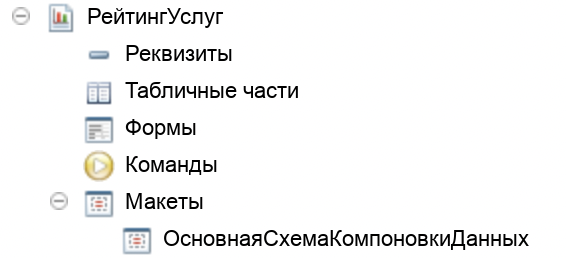 РейтингУслуг
Реквизиты
Табличные части
Формы
Команды
Макеты
ОсновнаяСхемаКомпоновкиДанных